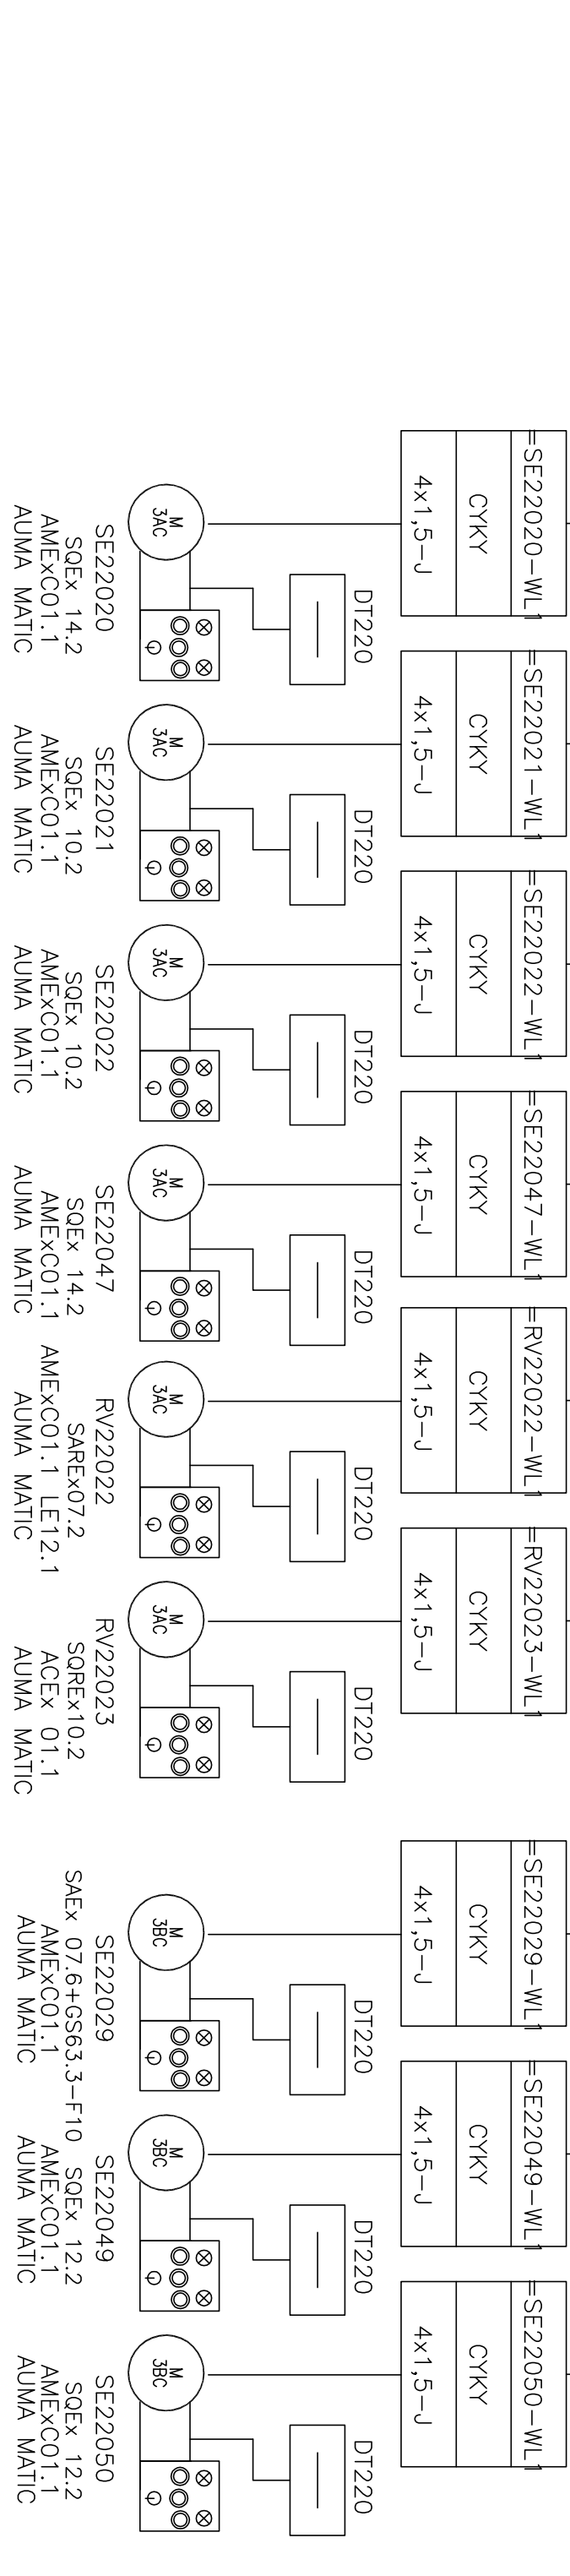 =SE22020-WL1
CYKY
4x1,5-J
DT220
M
3AC
SE22020
SQEx 14.2
AMExC01.1
AUMA MATIC
=SE22021-WL1
CYKY
4x1,5-J
DT220
M
3AC
SE22021
SQEx 10.2
AMExC01.1
AUMA MATIC
=SE22022-WL1
CYKY
4x1,5-J
DT220
M
3AC
SE22022
SQEx 10.2
AMExC01.1
AUMA MATIC
=SE22047-WL1
CYKY
4x1,5-J
DT220
M
3AC
SE22047
SQEx 14.2
AMExC01.1
AUMA MATIC
=RV22022-WL1
CYKY
4x1,5-J
DT220
M
3AC
RV22022
SAREx07.2
AMExC01.1 LE12.1
AUMA MATIC
=RV22023-WL1
CYKY
4x1,5-J
DT220
M
3AC
RV22023
SQREx10.2
ACEx 01.1
AUMA MATIC
=SE22029-WL1
CYKY
4x1,5-J
DT220
M
3BC
SE22029
SAEx 07.6+GS63.3-F10
AMExC01.1
AUMA MATIC
=SE22049-WL1
CYKY
4x1,5-J
DT220
M
3BC
SE22049
SQEx 12.2
AMExC01.1
AUMA MATIC
=SE22050-WL1
CYKY
4x1,5-J
DT220
M
3BC
SE22050
SQEx 12.2
AMExC01.1
AUMA MATIC